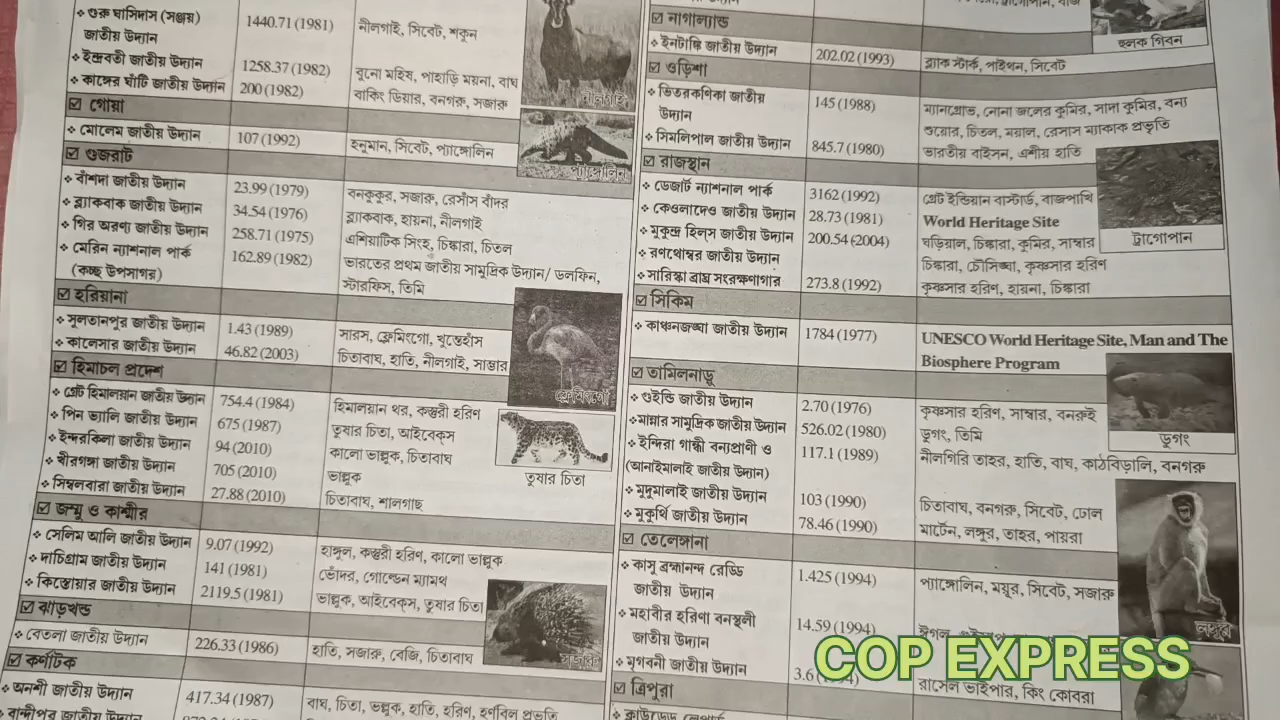 ❖ গুরু ঘাসিদাস (সঞ্জয়) জাতীয় উদ্যান 1440.71 (1981) নীলগাই, সিবেট, শকুন
❖ ইন্দ্রবতী জাতীয় উদ্যান 1258.37 (1982) বুনো মহিষ, পাহাড়ি ময়না, বাঘ
❖ কাঙ্গের ঘাঁটি জাতীয় উদ্যান 200 (1982) বার্কিং ডিয়ার, বনগরু, সজারু
নীলগাই
☑ গোয়া
❖ মোলেম জাতীয় উদ্যান 107 (1992) হনুমান, সিবেট, প্যাঙ্গোলিন
প্যাঙ্গোলিন
☑ গুজরাট
❖ বাঁশদা জাতীয় উদ্যান 23.99 (1979) বনকুকুর, সজারু, রেসাঁস বাঁদর
❖ ব্ল্যাকবাক জাতীয় উদ্যান 34.54 (1976) ব্ল্যাকবাক, হায়না, নীলগাই
❖ গির অরণ্য জাতীয় উদ্যান 258.71 (1975) এশিয়াটিক সিংহ, চিঙ্কারা, চিতল
❖ মেরিন ন্যাশনাল পার্ক 162.89 (1982) ভারতের প্রথম জাতীয় সামুদ্রিক উদ্যান/ ডলফিন,
(কচ্ছ উপসাগর) স্টারফিস, তিমি
☑ হরিয়ানা
❖ সুলতানপুর জাতীয় উদ্যান 1.43 (1989) সারস, ফ্লেমিংগো, খুন্তেহাঁস
❖ কালেসার জাতীয় উদ্যান 46.82 (2003) চিতাবাঘ, হাতি, নীলগাই, সাম্ভার
☑ হিমাচল প্রদেশ
❖ গ্রেট হিমালয়ান জাতীয় উদ্যান 754.4 (1984) হিমালয়ান থর, কস্তুরী হরিণ
❖ পিন ভ্যালি জাতীয় উদ্যান 675 (1987) তুষার চিতা, আইবেক্স
❖ ইন্দরকিলা জাতীয় উদ্যান 94 (2010) কালো ভাল্লুক, চিতাবাঘ
❖ খীরগঙ্গা জাতীয় উদ্যান 705 (2010) ভাল্লুক
❖ সিম্বলবারা জাতীয় উদ্যান 27.88 (2010) চিতাবাঘ, শালগাছ
তুষার চিতা
☑ জম্মু ও কাশ্মীর
❖ সেলিম আলি জাতীয় উদ্যান 9.07 (1992) হাঙ্গুল, কস্তুরী হরিণ, কালো ভাল্লুক
❖ দাচিগ্রাম জাতীয় উদ্যান 141 (1981) ভোঁদর, গোল্ডেন ম্যামথ
❖ কিস্তোয়ার জাতীয় উদ্যান 2119.5 (1981) ভাল্লুক, আইবেক্স, তুষার চিতা
☑ ঝাড়খন্ড
❖ বেতলা জাতীয় উদ্যান 226.33 (1986) হাতি, সজারু, বেজি, চিতাবাঘ
সজারু
☑ কর্ণাটক
❖ অনশী জাতীয় উদ্যান 417.34 (1987) বাঘ, চিতা, ভল্লুক, হাতি, হরিণ, হর্ণবিল প্রভৃতি
❖ বান্দীপুর জাতীয় উদ্যান
হুলক গিবন
☑ নাগাল্যান্ড
❖ ইনটাঙ্কি জাতীয় উদ্যান 202.02 (1993) ব্ল্যাক স্টার্ক, পাইথন, সিবেট
☑ ওড়িশা
❖ ভিতরকণিকা জাতীয় উদ্যান 145 (1988) ম্যানগ্রোভ, নোনা জলের কুমির, সাদা কুমির, বন্য
শুয়োর, চিতল, ময়াল, রেসাস ম্যাকাক প্রভৃতি
❖ সিমলিপাল জাতীয় উদ্যান 845.7 (1980) ভারতীয় বাইসন, এশীয় হাতি
☑ রাজস্থান
❖ ডেজার্ট ন্যাশনাল পার্ক 3162 (1992) গ্রেট ইন্ডিয়ান বাস্টার্ড, বাজপাখি
❖ কেওলাদেও জাতীয় উদ্যান 28.73 (1981) World Heritage Site
❖ মুকুন্দ্র হিল্‌স জাতীয় উদ্যান 200.54 (2004) ঘড়িয়াল, চিঙ্কারা, কুমির, সাম্বার
❖ রণথোম্বর জাতীয় উদ্যান চিঙ্কারা, চৌসিঙ্ঘা, কৃষ্ণসার হরিণ
❖ সারিস্কা ব্যাঘ্র সংরক্ষণাগার 273.8 (1992) কৃষ্ণসার হরিণ, হায়না, চিঙ্কারা
ট্রাগোপান
☑ সিকিম
❖ কাঞ্চনজঙ্ঘা জাতীয় উদ্যান 1784 (1977) UNESCO World Heritage Site, Man and The
Biosphere Program
☑ তামিলনাড়ু
❖ গুইন্ডি জাতীয় উদ্যান 2.70 (1976) কৃষ্ণসার হরিণ, সাম্বার, বনরুই
❖ মান্নার সামুদ্রিক উদ্যান 526.02 (1980) ডুগং, তিমি
❖ ইন্দিরা গান্ধী বন্যপ্রাণী ও 117.1 (1989) নীলগিরি তাহর, হাতি, বাঘ, কাঠবিড়ালি, বনগরু
(আনাইমালাই জাতীয় উদ্যান)
❖ মুদুমালাই জাতীয় উদ্যান 103 (1990) চিতাবাঘ, বনগরু, সিবেট, ঢোল
❖ মুকুর্থি জাতীয় উদ্যান 78.46 (1990) মার্টেন, লঙ্গুর, তাহর, পায়রা
ডুগং
☑ তেলেঙ্গানা
❖ কাসু ব্রহ্মানন্দ রেড্ডি জাতীয় উদ্যান 1.425 (1994) প্যাঙ্গোলিন, ময়ূর, সিবেট, সজারু
❖ মহাবীর হরিণা বনস্থলী জাতীয় উদ্যান 14.59 (1994) ঈগল
❖ মৃগবনী জাতীয় উদ্যান রাসেল ভাইপার, কিং কোবরা
লঙ্গুর
☑ ত্রিপুরা
❖ ক্লাউডেড লেপার্ড
COP EXPRESS